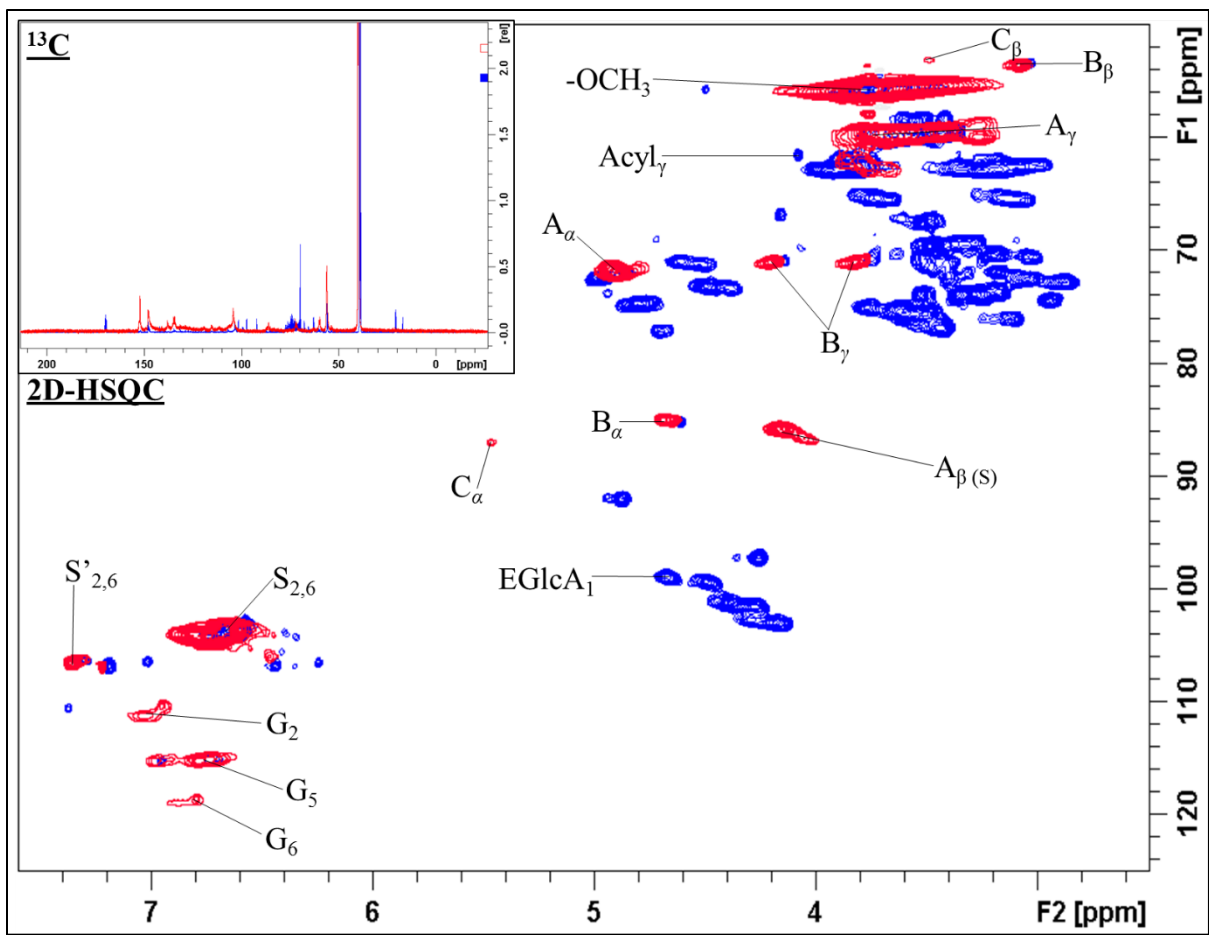 ¹³C
[rel]
2.0
1.5
1.0
0.5
0.0
200
150
100
50
0
[ppm]
2D-HSQC
Cβ
Bβ
-OCH₃
Aγ
Acylγ
Aα
Bγ
Bα
Aβ (S)
Cα
EGlcA₁
S'₂,₆
S₂,₆
G₂
G₅
G₆
F1 [ppm]
70
80
90
100
110
120
7
6
5
4
F2 [ppm]